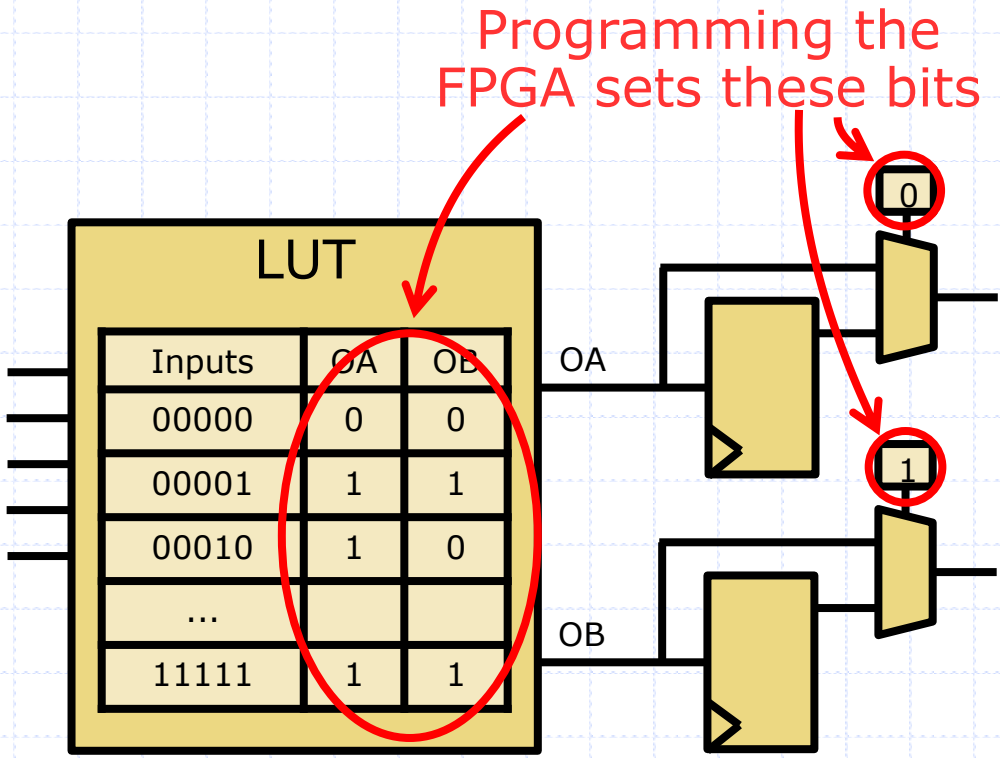 Programming the
FPGA sets these bits
0
LUT
Inputs OA OB
00000 0 0
00001 1 1
00010 1 0
...
11111 1 1
OA
1
OB